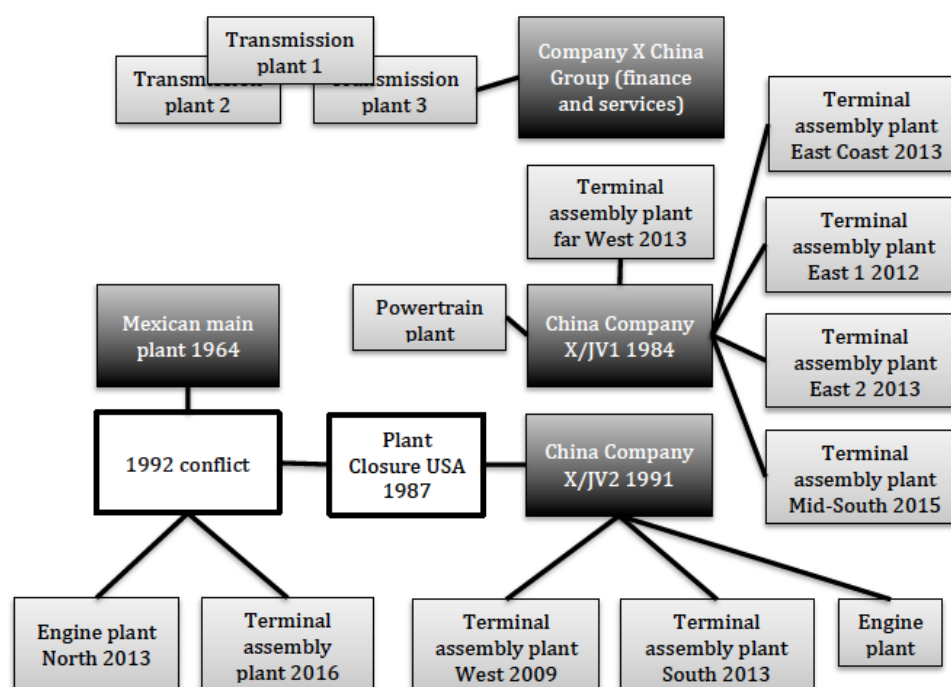 Transmission
plant 1
Transmission
plant 2
Transmission
plant 3
Company X China
Group (finance
and services)
Terminal
assembly plant
East Coast 2013
Terminal
assembly plant
far West 2013
Terminal
assembly plant
East 1 2012
Mexican main
plant 1964
Powertrain
plant
China Company
X/JV1 1984
Terminal
assembly plant
East 2 2013
1992 conflict
Plant
Closure USA
1987
China Company
X/JV2 1991
Terminal
assembly plant
Mid-South 2015
Engine plant
North 2013
Terminal
assembly
plant 2016
Terminal
assembly plant
West 2009
Terminal
assembly plant
South 2013
Engine
plant